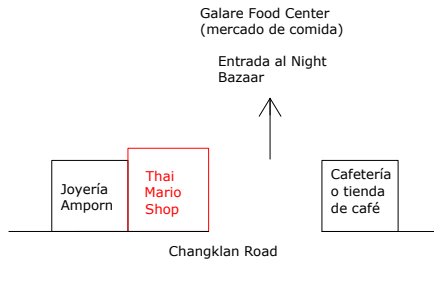 Galare Food Center
(mercado de comida)
Entrada al Night
Bazaar
Joyería
Amporn
Thai
Mario
Shop
Cafetería
o tienda
de café
Changklan Road